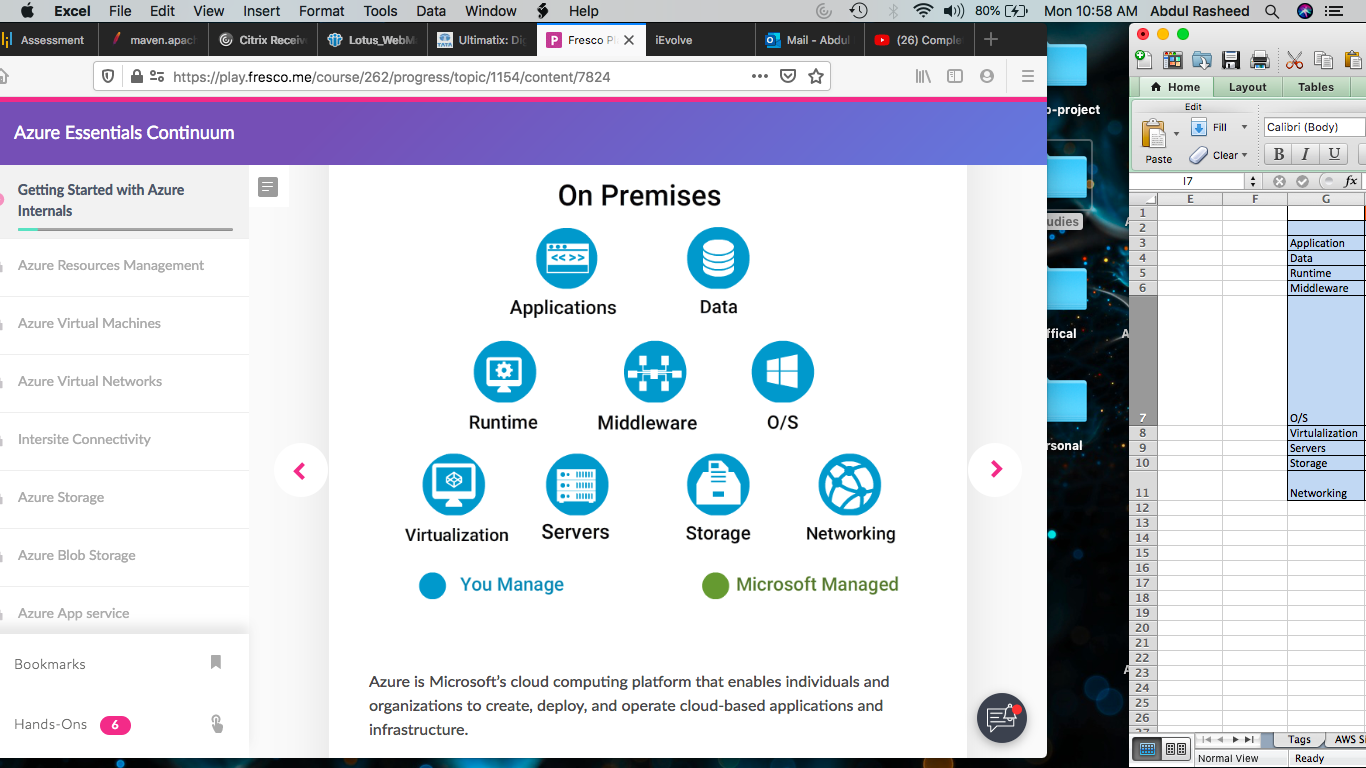 Excel File Edit View Insert Format Tools Data Window Help 80% Mon 10:58 AM Abdul Rasheed
Assessment maven.apac Citrix Receiv Lotus_WebM TATA Ultimatix: Di Fresco Pl iEvolve Mail - Abdul (26) Comple
https://play.fresco.me/course/262/progress/topic/1154/content/7824
Azure Essentials Continuum
Getting Started with Azure
Internals
Azure Resources Management
Azure Virtual Machines
Azure Virtual Networks
Intersite Connectivity
Azure Storage
Azure Blob Storage
Azure App service
Bookmarks
Hands-Ons 6
On Premises
Applications Data
Runtime Middleware O/S
Virtualization Servers Storage Networking
You Manage Microsoft Managed
Azure is Microsoft's cloud computing platform that enables individuals and
organizations to create, deploy, and operate cloud-based applications and
infrastructure.
-project
udies
ffical
rsonal
Home Layout Tables
Edit
Paste Fill Clear Calibri (Body)
B I U
I7 fx
E F G
1
2
3 Application
4 Data
5 Runtime
6 Middleware
7 O/S
8 Virtulalization
9 Servers
10 Storage
11 Networking
12
13
14
15
16
17
18
19
20
21
22
23
24
25
26
27
Tags AWS S
Normal View Ready